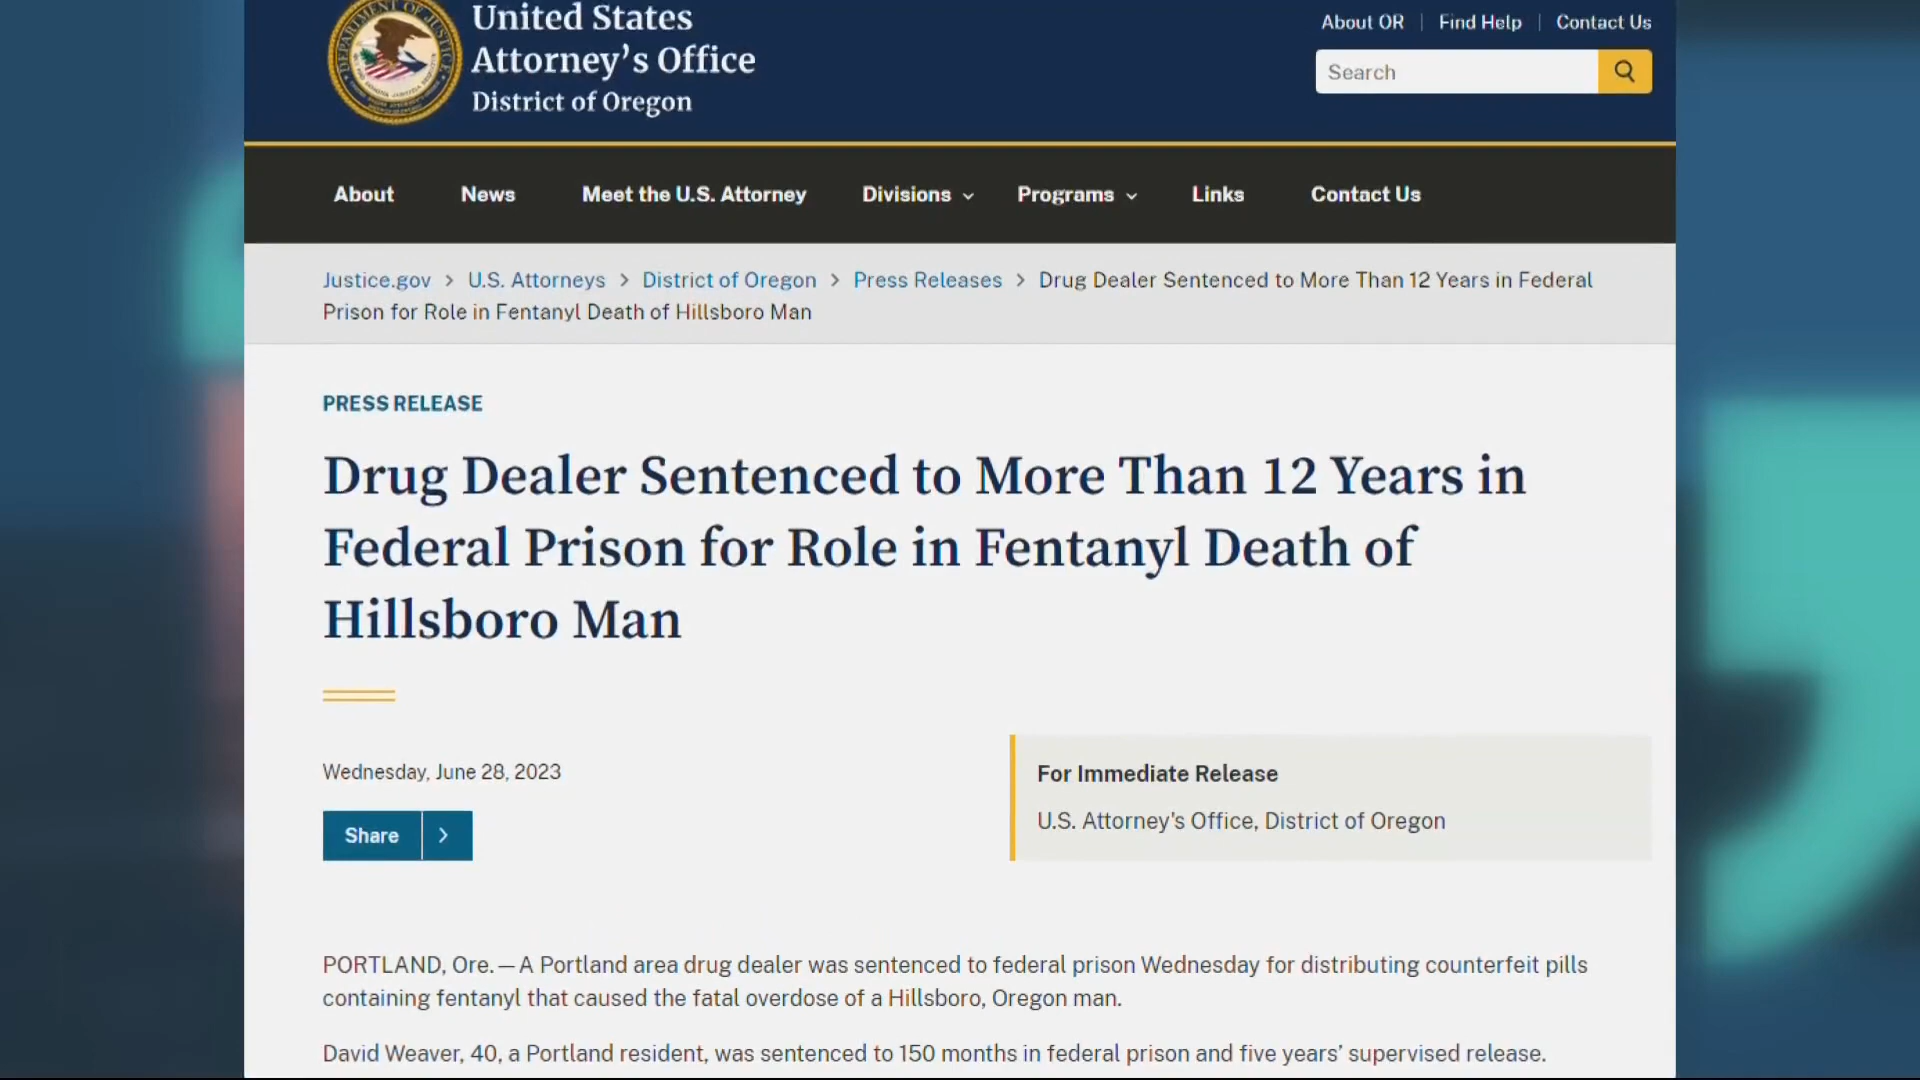 United States
Attorney’s Office
District of Oregon
About OR
Find Help
Contact Us
Search
About
News
Meet the U.S. Attorney
Divisions
Programs
Links
Contact Us
Justice.gov > U.S. Attorneys > District of Oregon > Press Releases > Drug Dealer Sentenced to More Than 12 Years in Federal
Prison for Role in Fentanyl Death of Hillsboro Man
PRESS RELEASE
Drug Dealer Sentenced to More Than 12 Years in
Federal Prison for Role in Fentanyl Death of
Hillsboro Man
Wednesday, June 28, 2023
Share >
For Immediate Release
U.S. Attorney's Office, District of Oregon
PORTLAND, Ore.—A Portland area drug dealer was sentenced to federal prison Wednesday for distributing counterfeit pills
containing fentanyl that caused the fatal overdose of a Hillsboro, Oregon man.
David Weaver, 40, a Portland resident, was sentenced to 150 months in federal prison and five years’ supervised release.